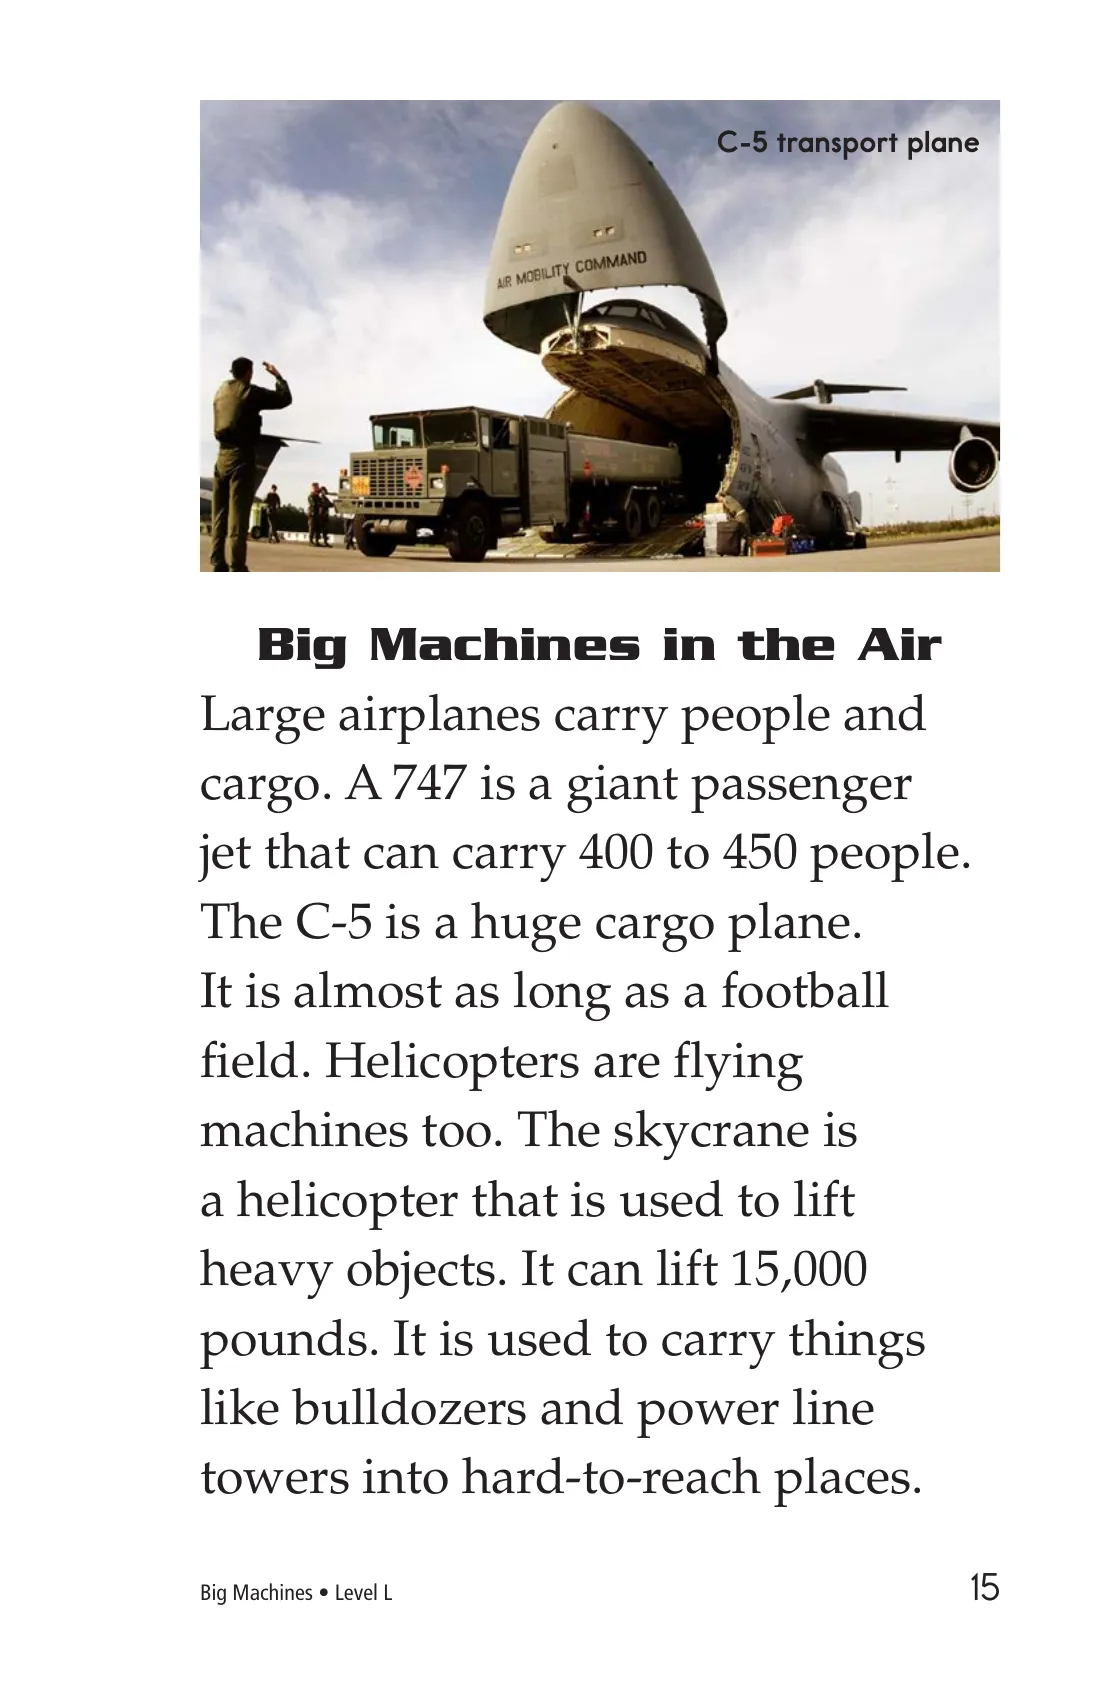 C-5 transport plane
AIR MOBILITY COMMAND
Big Machines in the Air
Large airplanes carry people and
cargo. A 747 is a giant passenger
jet that can carry 400 to 450 people.
The C-5 is a huge cargo plane.
It is almost as long as a football
field. Helicopters are flying
machines too. The skycrane is
a helicopter that is used to lift
heavy objects. It can lift 15,000
pounds. It is used to carry things
like bulldozers and power line
towers into hard-to-reach places.
Big Machines • Level L
15